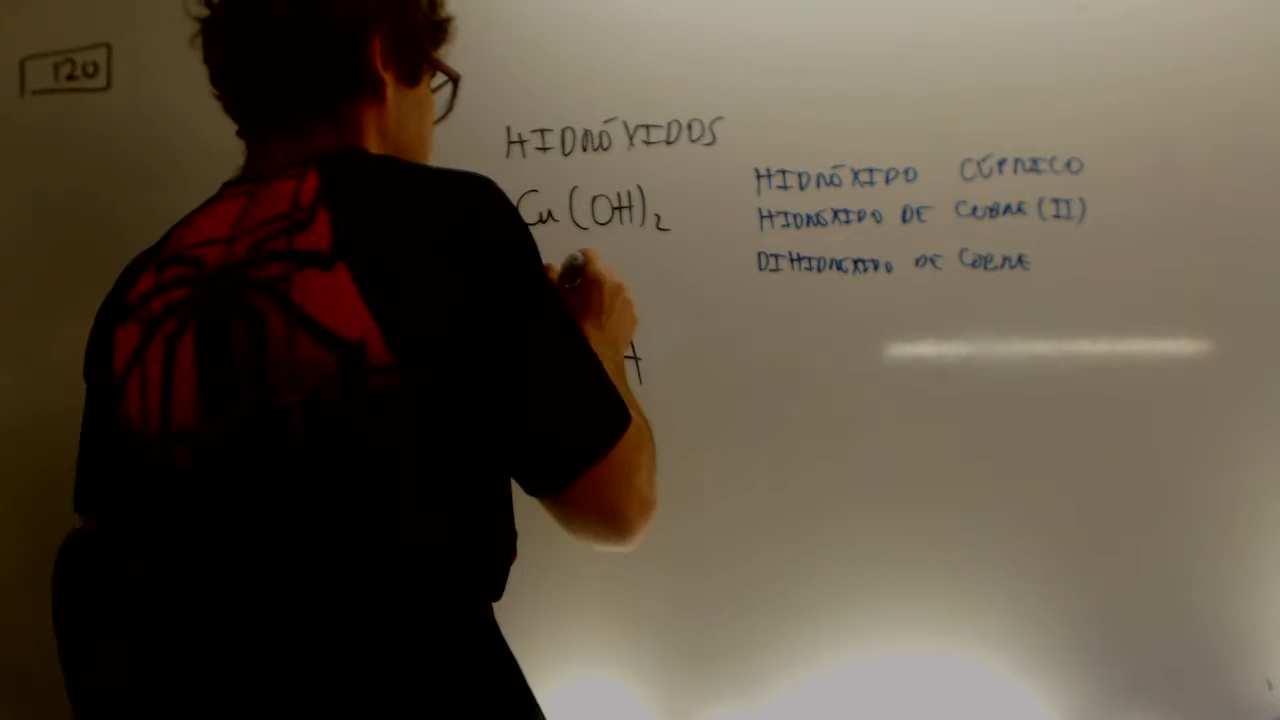 120
HIDRÓXIDOS
Cu(OH)₂
HIDRÓXIDO CÚPRICO
HIDRÓXIDO DE COBRE (II)
DIHIDRÓXIDO DE COBRE